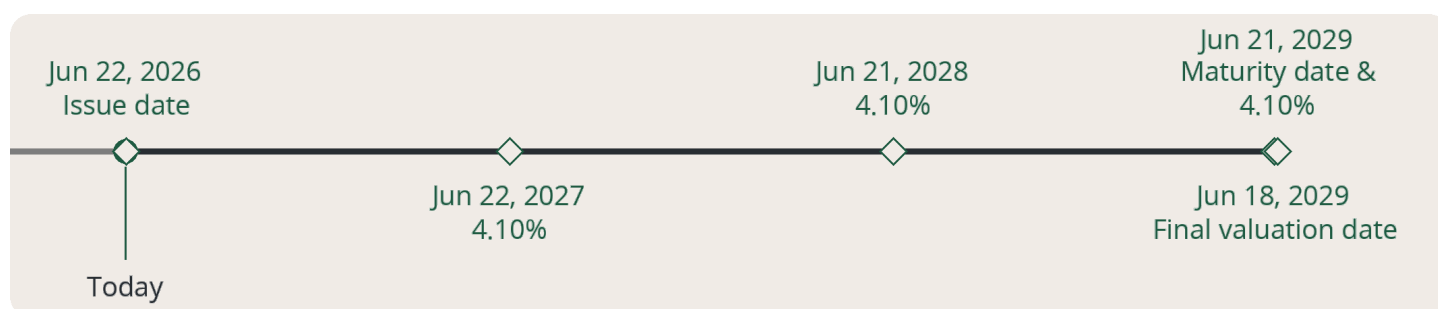 Jun 22, 2026
Issue date
Today
Jun 22, 2027
4.10%
Jun 21, 2028
4.10%
Jun 21, 2029
Maturity date &
4.10%
Jun 18, 2029
Final valuation date